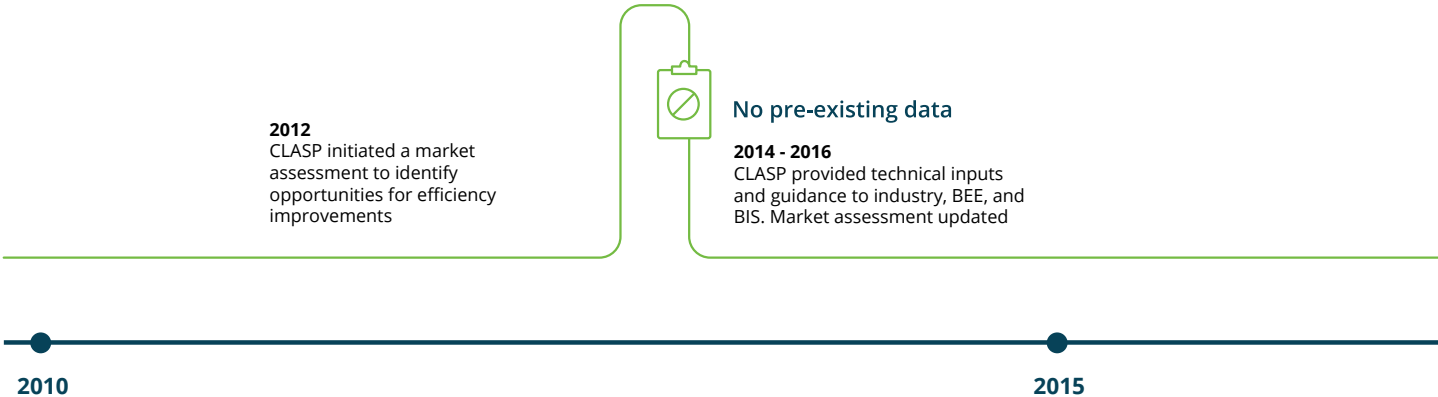 2012
CLASP initiated a market
assessment to identify
opportunities for efficiency
improvements
No pre-existing data
2014 - 2016
CLASP provided technical inputs
and guidance to industry, BEE, and
BIS. Market assessment updated
2010
2015